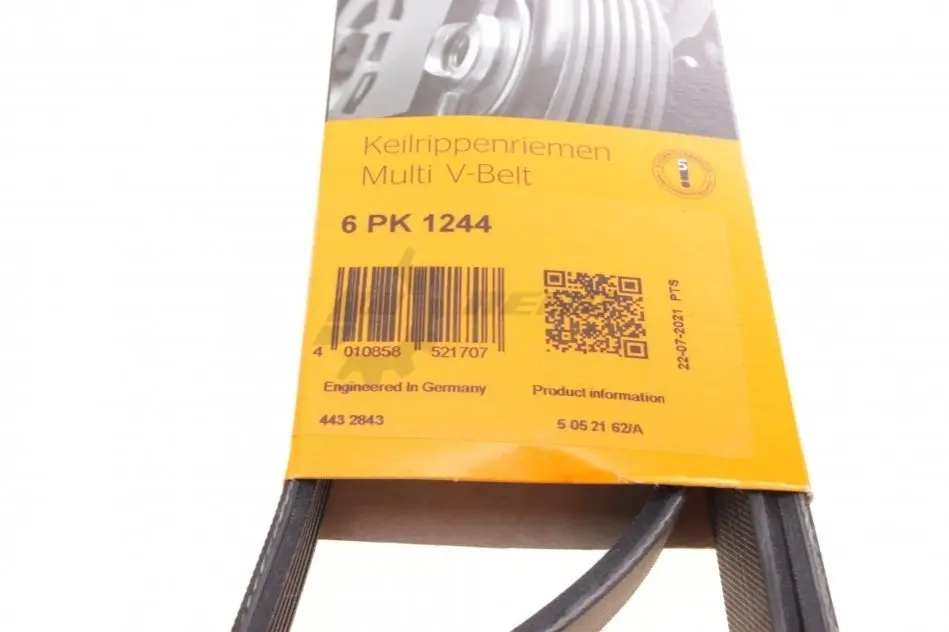 Keilrippenriemen
Multi V-Belt
5
6 PK 1244
4 010858 521707
22-07-2021 PTS
Engineered In Germany
Product information
443 2843
5 05 21 62/A